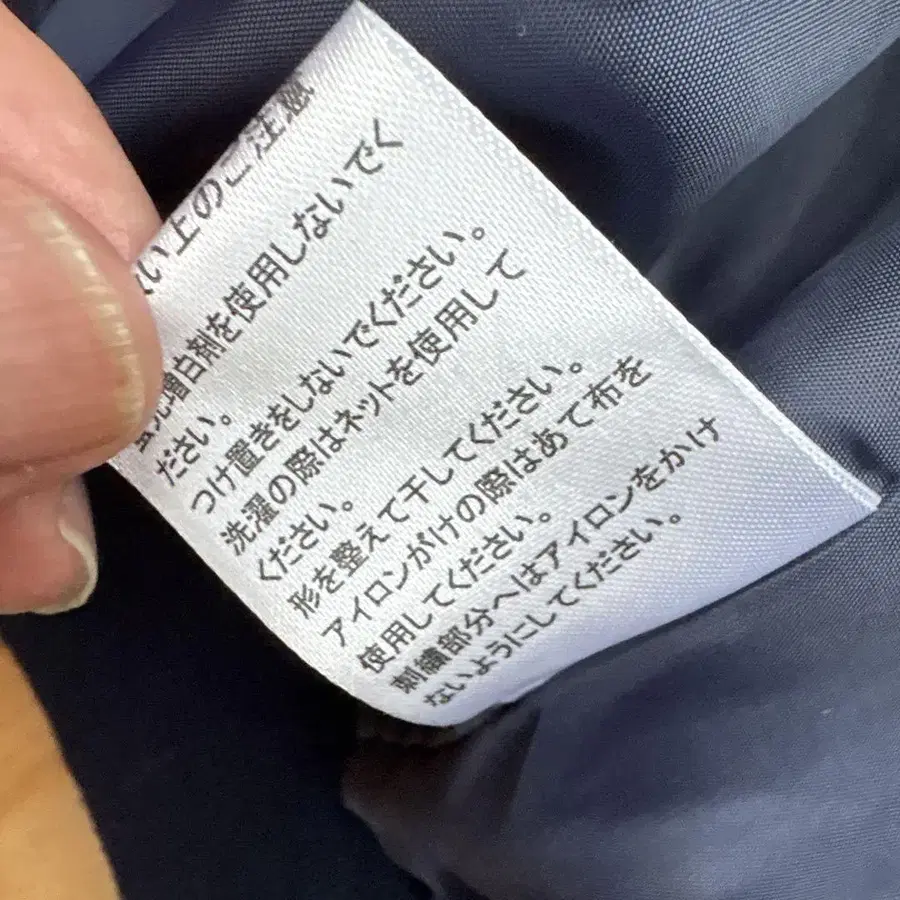 い上のご注意
増白剤を使用しないでく
ださい。
つけ置きをしないでください。
洗濯の際はネットを使用して
ください。
形を整えて干してください。
アイロンがけの際はあて布を
使用してください。
刺繍部分へはアイロンをかけ
ないようにしてください。